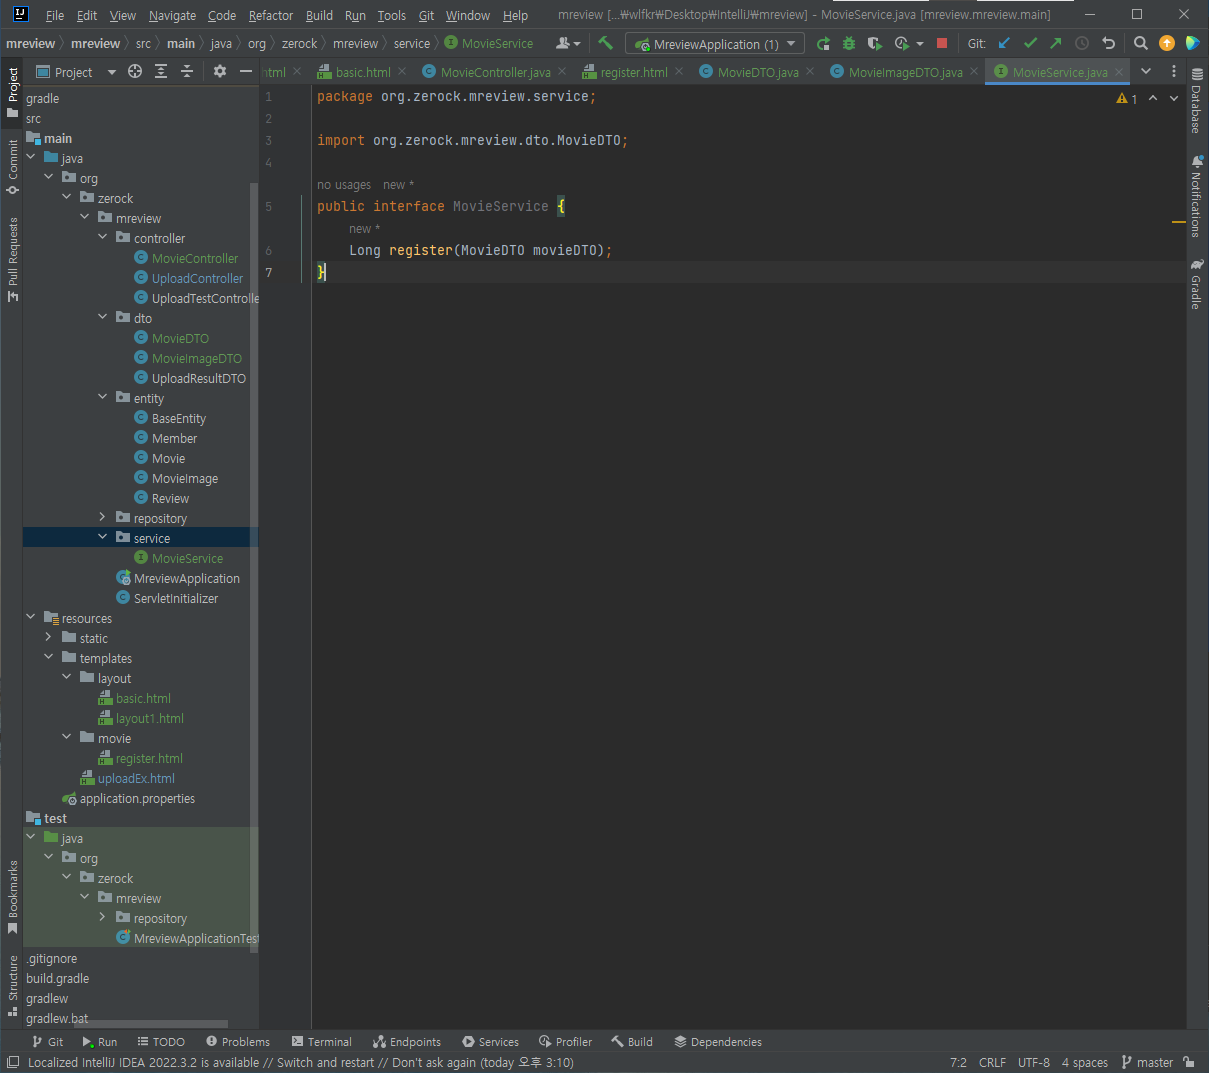 File Edit View Navigate Code Refactor Build Run Tools Git Window Help mreview [...₩wlfkr₩Desktop₩IntelliJ₩mreview] - MovieService.java [mreview.mreview.main]
mreview mreview src main java org zerock mreview service MovieService MreviewApplication (1) Git:
Project html basic.html MovieController.java register.html MovieDTO.java MovieImageDTO.java MovieService.java
Project
Commit
Pull Requests
Bookmarks
Structure
gradle
src
main
java
org
zerock
mreview
controller
MovieController
UploadController
UploadTestControlle
dto
MovieDTO
MovieImageDTO
UploadResultDTO
entity
BaseEntity
Member
Movie
MovieImage
Review
repository
service
MovieService
MreviewApplication
ServletInitializer
resources
static
templates
layout
basic.html
layout1.html
movie
register.html
uploadEx.html
application.properties
test
java
org
zerock
mreview
repository
MreviewApplicationTest
.gitignore
build.gradle
gradlew
gradlew.bat
1 package org.zerock.mreview.service;
2
3 import org.zerock.mreview.dto.MovieDTO;
4
no usages new *
5 public interface MovieService {
new *
6 Long register(MovieDTO movieDTO);
7 }
1
Database
Notifications
Gradle
Git Run TODO Problems Terminal Endpoints Services Profiler Build Dependencies
Localized IntelliJ IDEA 2022.3.2 is available // Switch and restart // Don't ask again (today 오후 3:10) 7:2 CRLF UTF-8 4 spaces master